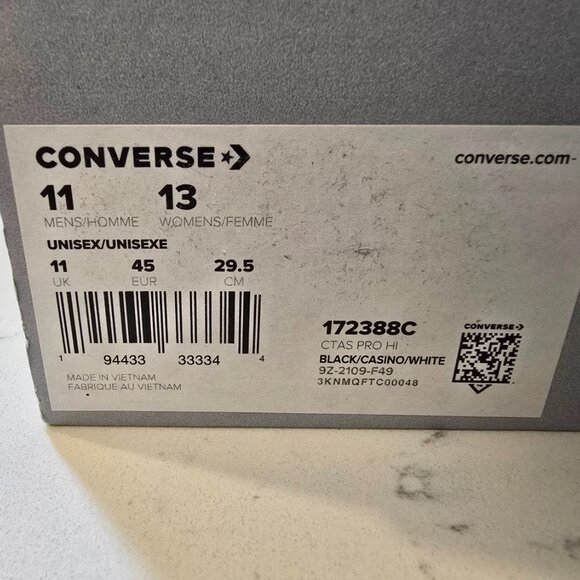 CONVERSE
converse.com-
11 13
MENS/HOMME WOMENS/FEMME
UNISEX/UNISEXE
11 45 29.5
UK EUR CM
1 94433 33334 4
MADE IN VIETNAM
FABRIQUE AU VIETNAM
172388C
CTAS PRO HI
BLACK/CASINO/WHITE
9Z-2109-F49
3KNMQFTC00048
CONVERSE